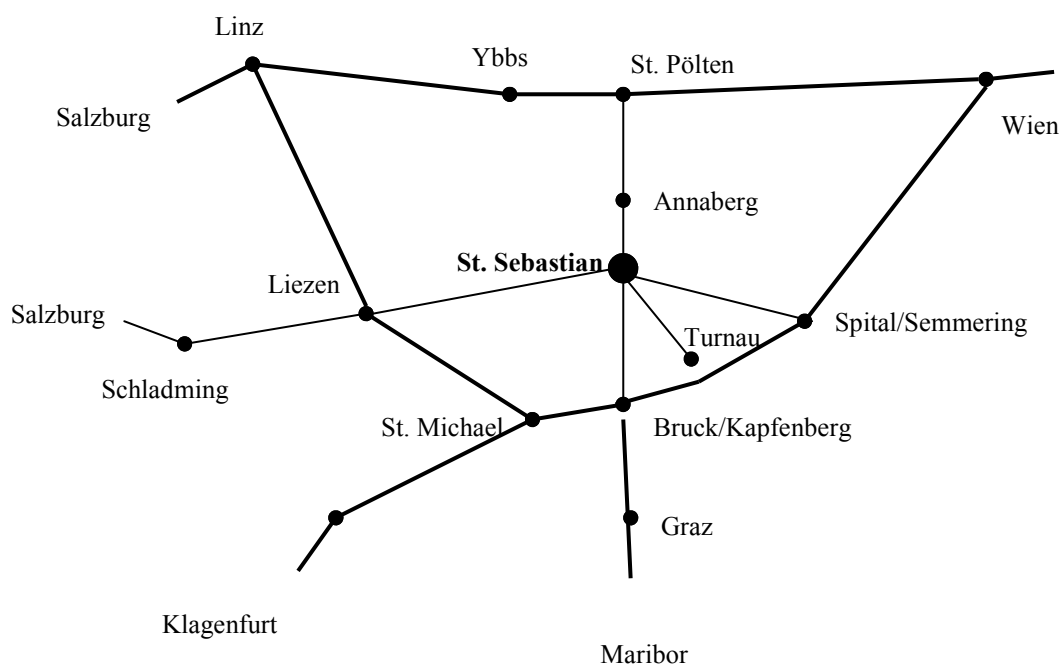 Linz
Ybbs
St. Pölten
Salzburg
Wien
Annaberg
St. Sebastian
Liezen
Salzburg
Spital/Semmering
Turnau
Schladming
St. Michael
Bruck/Kapfenberg
Graz
Klagenfurt
Maribor